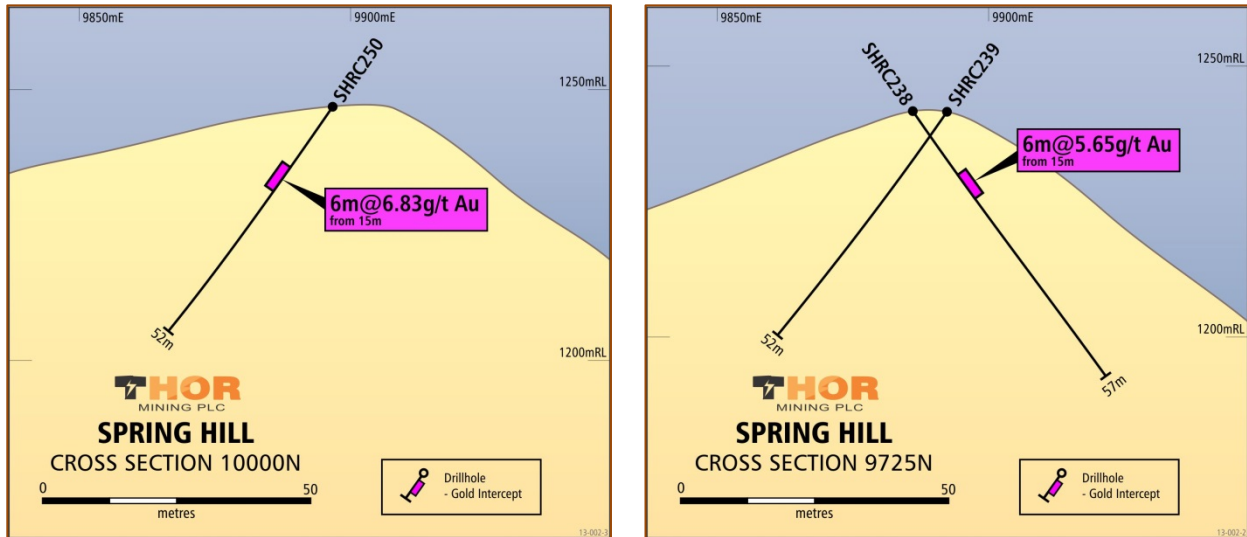 9850mE
9900mE
SHRC250
1250mRL
6m@6.83g/t Au
from 15m
52m
1200mRL
THOR
MINING PLC
SPRING HILL
CROSS SECTION 10000N
0
50
metres
Drillhole
- Gold Intercept
13-002-3
9850mE
9900mE
SHRC238
SHRC239
1250mRL
6m@5.65g/t Au
from 15m
52m
57m
1200mRL
THOR
MINING PLC
SPRING HILL
CROSS SECTION 9725N
0
50
metres
Drillhole
- Gold Intercept
13-002-2